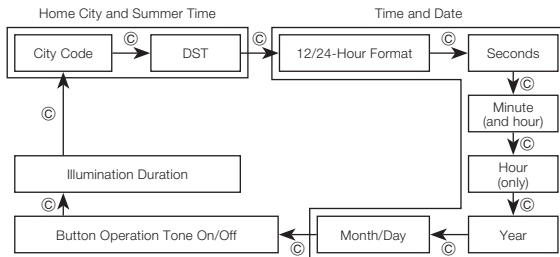 Home City and Summer Time
Time and Date
City Code
Ⓒ
DST
Ⓒ
12/24-Hour Format
Ⓒ
Seconds
Ⓒ
Minute
(and hour)
Ⓒ
Hour
(only)
Ⓒ
Year
Ⓒ
Month/Day
Ⓒ
Button Operation Tone On/Off
Ⓒ
Illumination Duration
Ⓒ